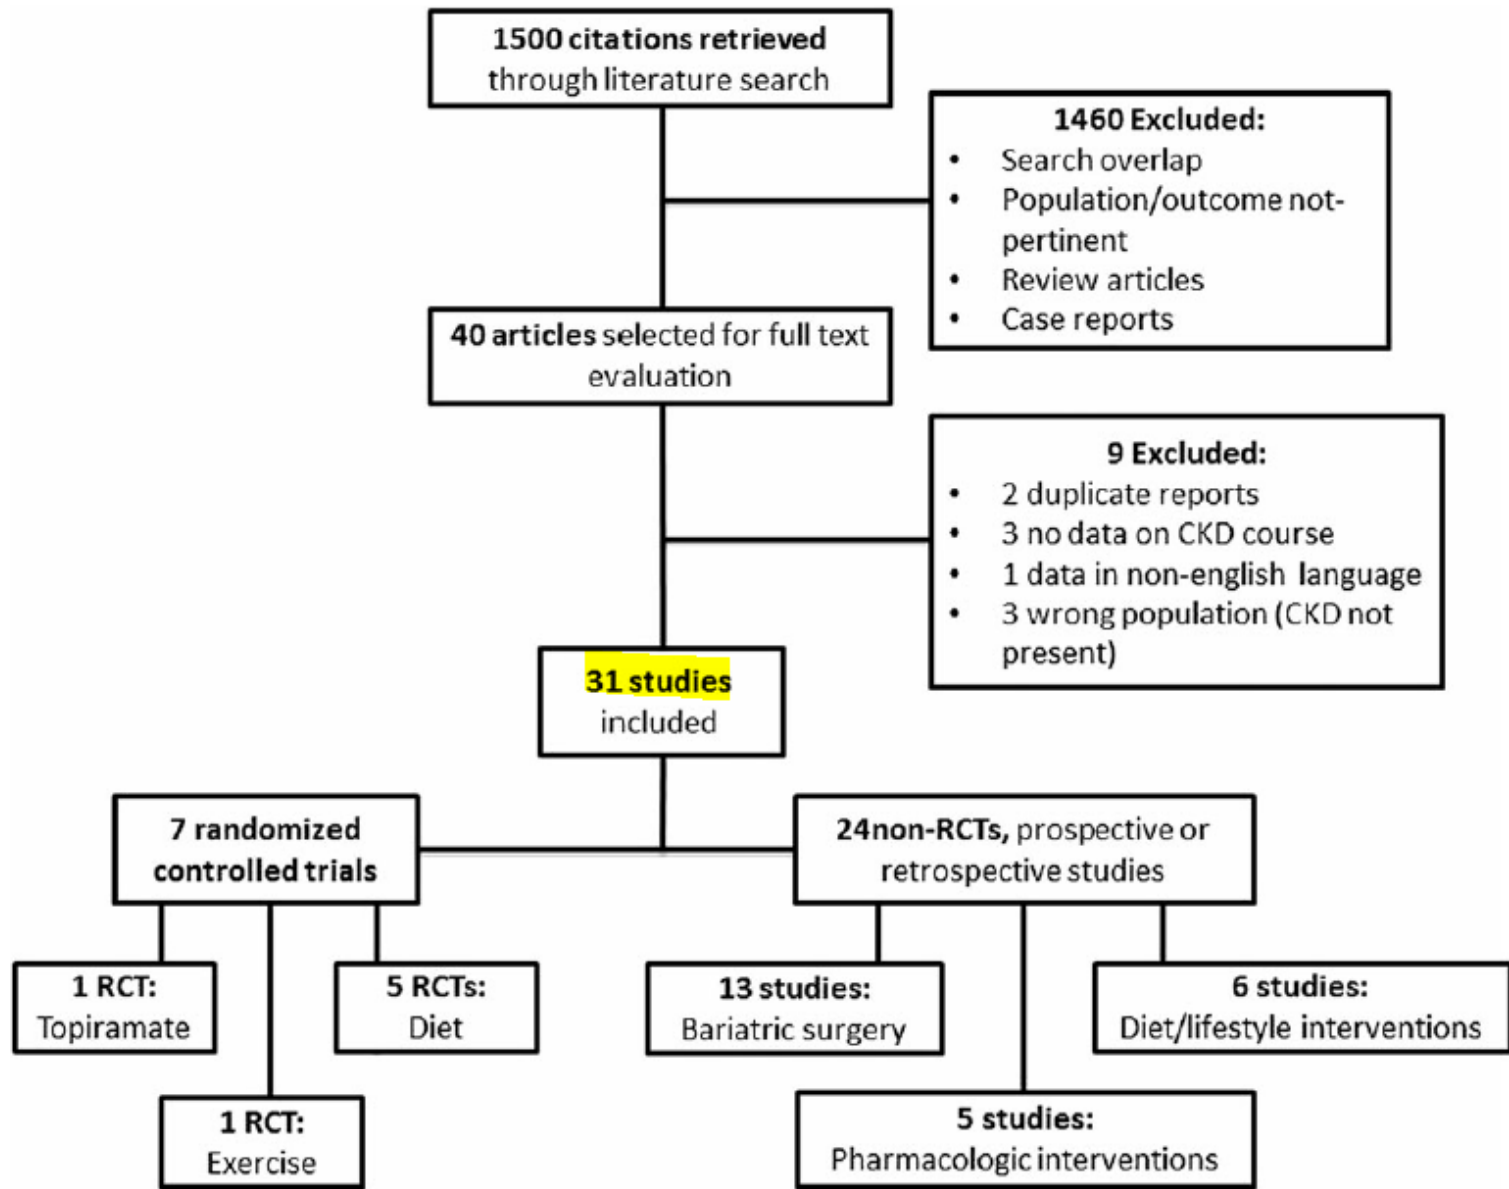 1500 citations retrieved
through literature search
1460 Excluded:
• Search overlap
• Population/outcome not-
pertinent
• Review articles
• Case reports
40 articles selected for full text
evaluation
9 Excluded:
• 2 duplicate reports
• 3 no data on CKD course
• 1 data in non-english language
• 3 wrong population (CKD not
present)
31 studies
included
7 randomized
controlled trials
24non-RCTs, prospective or
retrospective studies
1 RCT:
Topiramate
5 RCTs:
Diet
13 studies:
Bariatric surgery
6 studies:
Diet/lifestyle interventions
1 RCT:
Exercise
5 studies:
Pharmacologic interventions